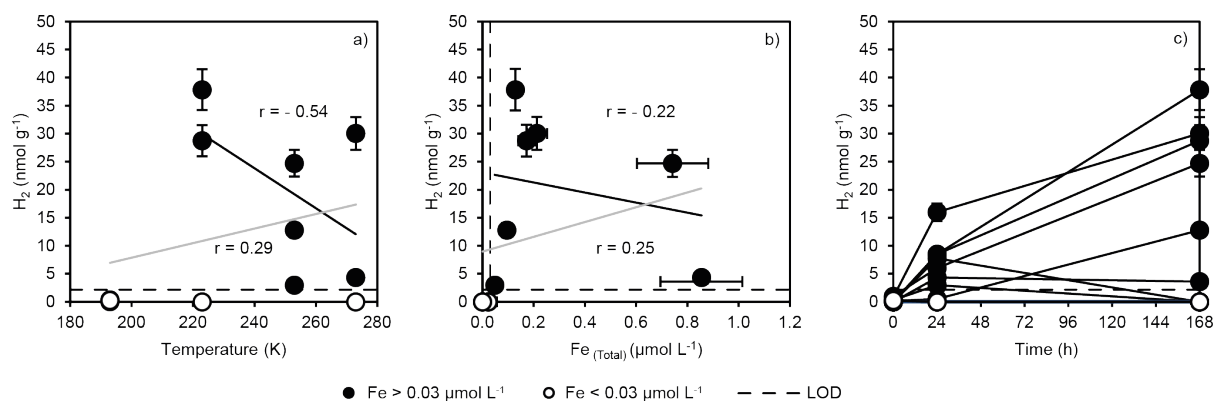 a)
H₂ (nmol g⁻¹)
50
45
40
35
30
25
20
15
10
5
0
r = - 0.54
r = 0.29
180 200 220 240 260 280
Temperature (K)
b)
H₂ (nmol g⁻¹)
50
45
40
35
30
25
20
15
10
5
0
r = - 0.22
r = 0.25
0.0 0.2 0.4 0.6 0.8 1.0 1.2
Fe (Total) (µmol L⁻¹)
c)
H₂ (nmol g⁻¹)
50
45
40
35
30
25
20
15
10
5
0
0 24 48 72 96 120 144 168
Time (h)
Fe > 0.03 µmol L⁻¹ Fe < 0.03 µmol L⁻¹ LOD